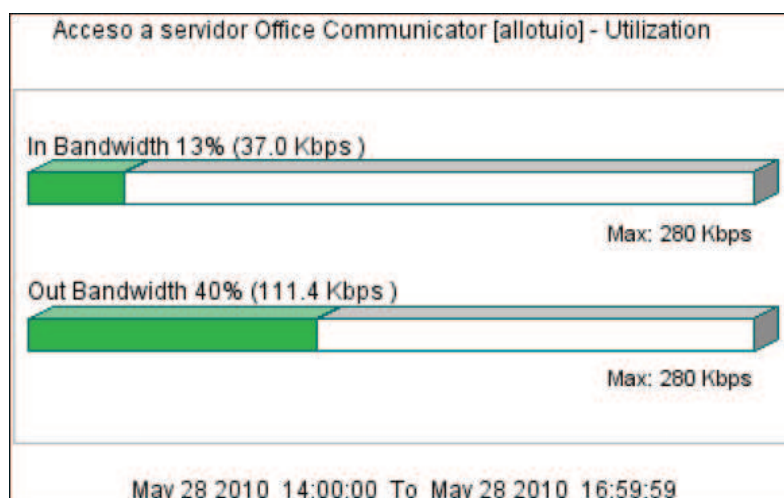 Acceso a servidor Office Communicator [allotuio] - Utilization
In Bandwidth 13% (37.0 Kbps )
Max: 280 Kbps
Out Bandwidth 40% (111.4 Kbps )
Max: 280 Kbps
May 28 2010 14:00:00 To May 28 2010 16:59:59